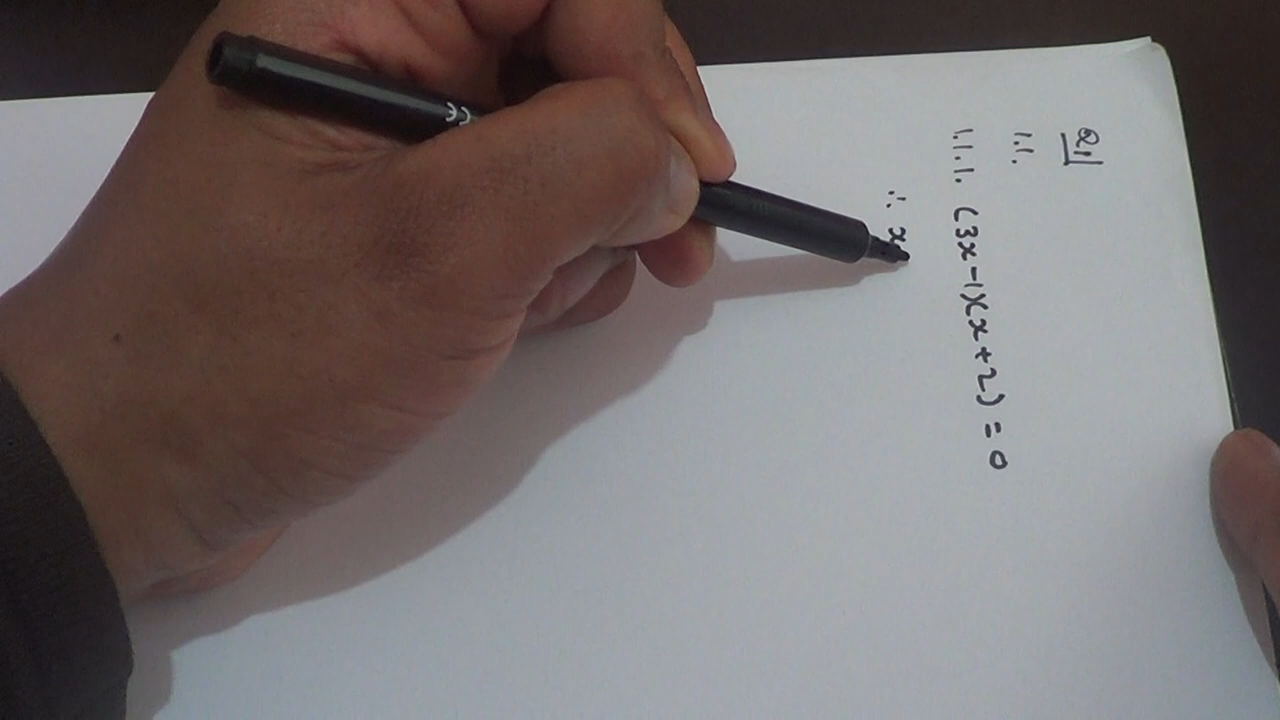 Q1
1.1.
1.1.1. (3x-1)(x+2) = 0
∴ x